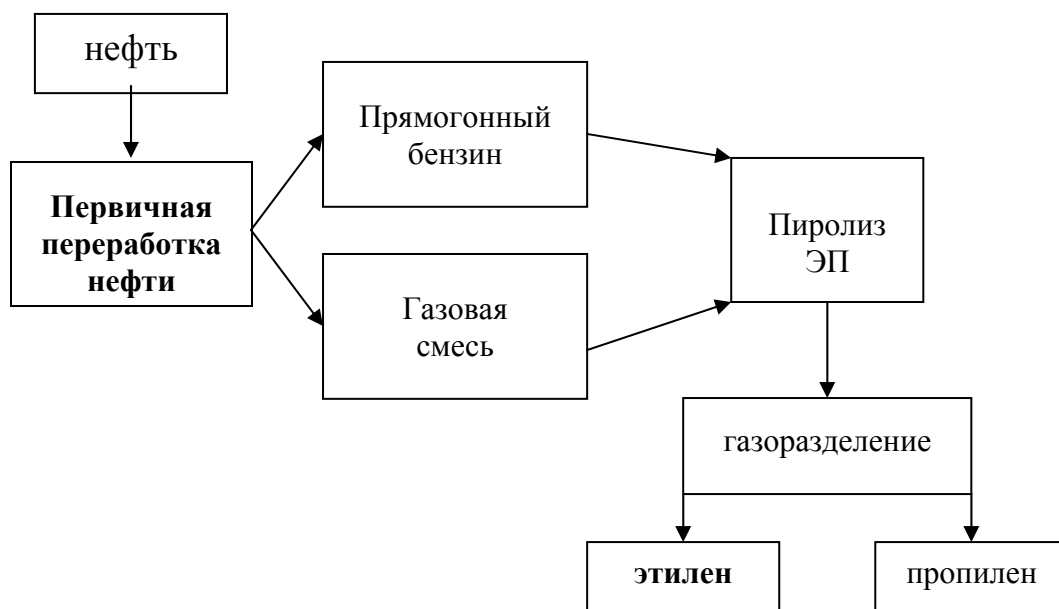 нефть
Первичная
переработка
нефти
Прямогонный
бензин
Газовая
смесь
Пиролиз
ЭП
газоразделение
этилен
пропилен